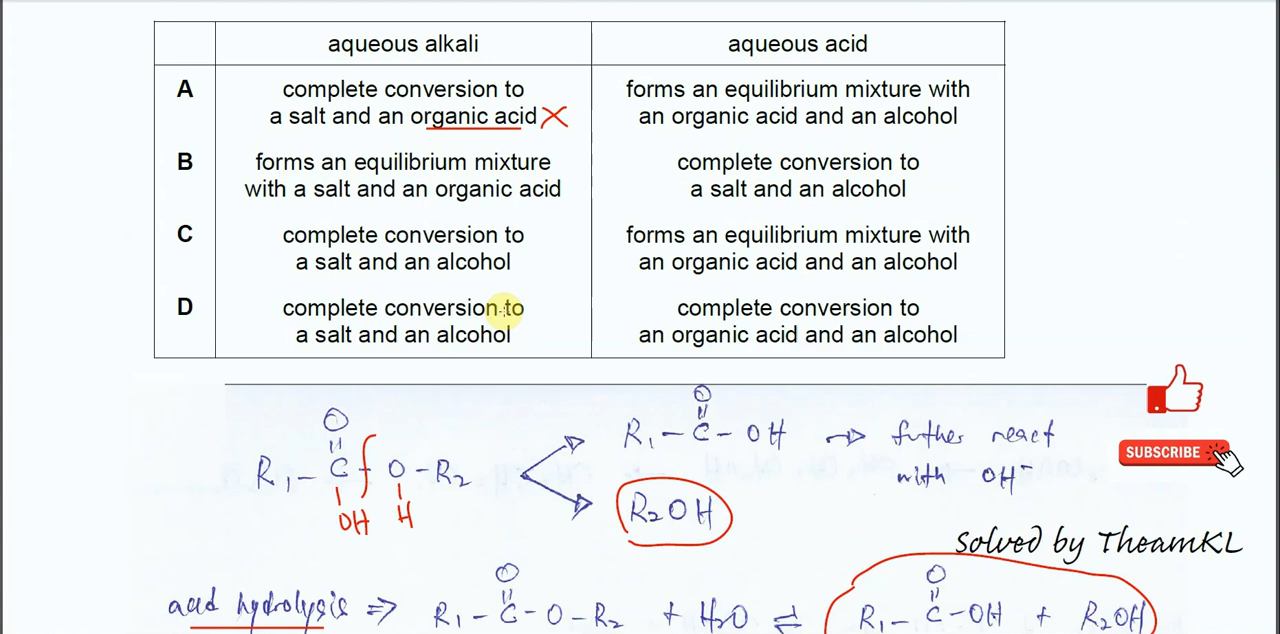 aqueous alkali aqueous acid
A complete conversion to forms an equilibrium mixture with
a salt and an organic acid an organic acid and an alcohol
B forms an equilibrium mixture complete conversion to
with a salt and an organic acid a salt and an alcohol
C complete conversion to forms an equilibrium mixture with
a salt and an alcohol an organic acid and an alcohol
D complete conversion to complete conversion to
a salt and an alcohol an organic acid and an alcohol
O O
R₁ - C - O - R₂ R₁ - C - OH → futher react
OH H with OH⁻
R₂OH
SUBSCRIBE
Solved by TheamKL
O O
acid hydrolysis ⇒ R₁ - C - O - R₂ + H₂O ⇌ R₁ - C - OH + R₂OH